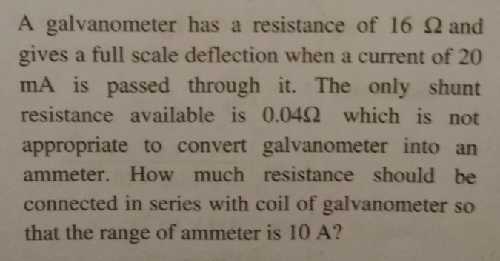 A galvanometer has a resistance of 16 Ω and
gives a full scale deflection when a current of 20
mA is passed through it. The only shunt
resistance available is 0.04Ω which is not
appropriate to convert galvanometer into an
ammeter. How much resistance should be
connected in series with coil of galvanometer so
that the range of ammeter is 10 A?